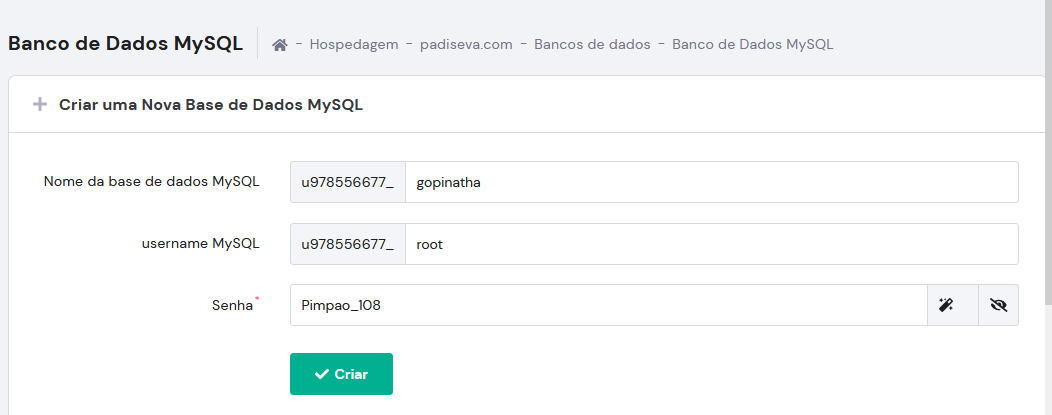 Banco de Dados MySQL - Hospedagem - padiseva.com - Bancos de dados - Banco de Dados MySQL
Criar uma Nova Base de Dados MySQL
Nome da base de dados MySQL u978556677_ gopinatha
username MySQL u978556677_ root
Senha* Pimpao_108
Criar